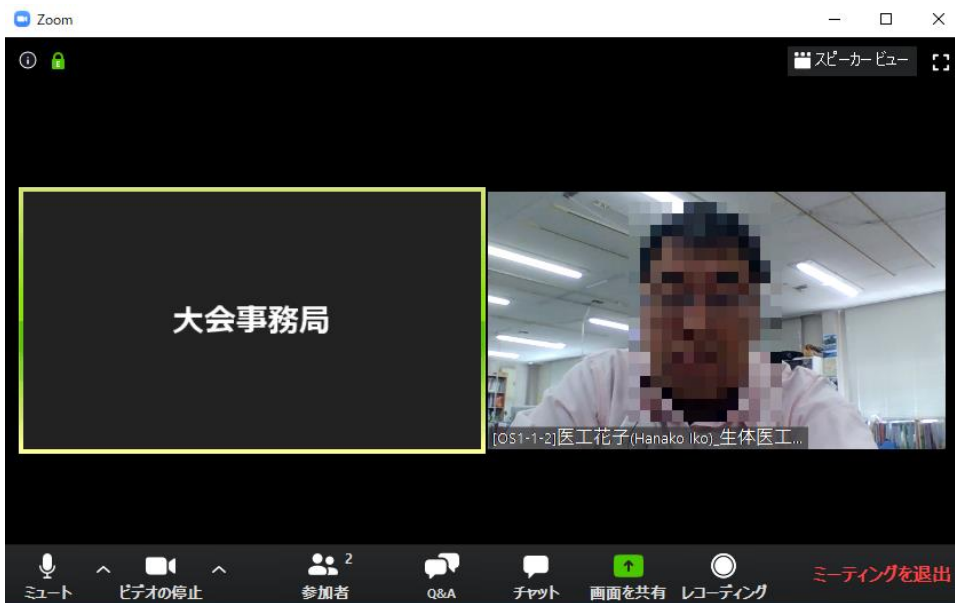 Zoom
スピーカー ビュー
大会事務局
[OS1-1-2]医工花子(Hanako Iko)_生体医工...
2
ミュート
ビデオの停止
参加者
Q&A
チャット
画面を共有
レコーディング
ミーティングを退出